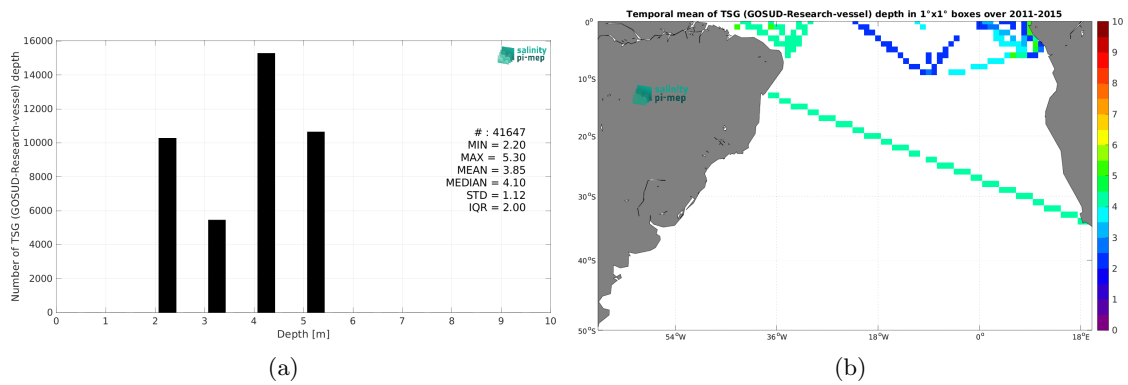 16000
14000
12000
10000
8000
6000
4000
2000
0
Number of TSG (GOSUD-Research-vessel) depth
0 1 2 3 4 5 6 7 8 9 10
Depth [m]
salinity
pi-mep
# : 41647
MIN = 2.20
MAX = 5.30
MEAN = 3.85
MEDIAN = 4.10
STD = 1.12
IQR = 2.00
(a)
Temporal mean of TSG (GOSUD-Research-vessel) depth in 1°x1° boxes over 2011-2015
0°
10°S
20°S
30°S
40°S
50°S
54°W 36°W 18°W 0° 18°E
salinity
pi-mep
10
9
8
7
6
5
4
3
2
1
0
(b)